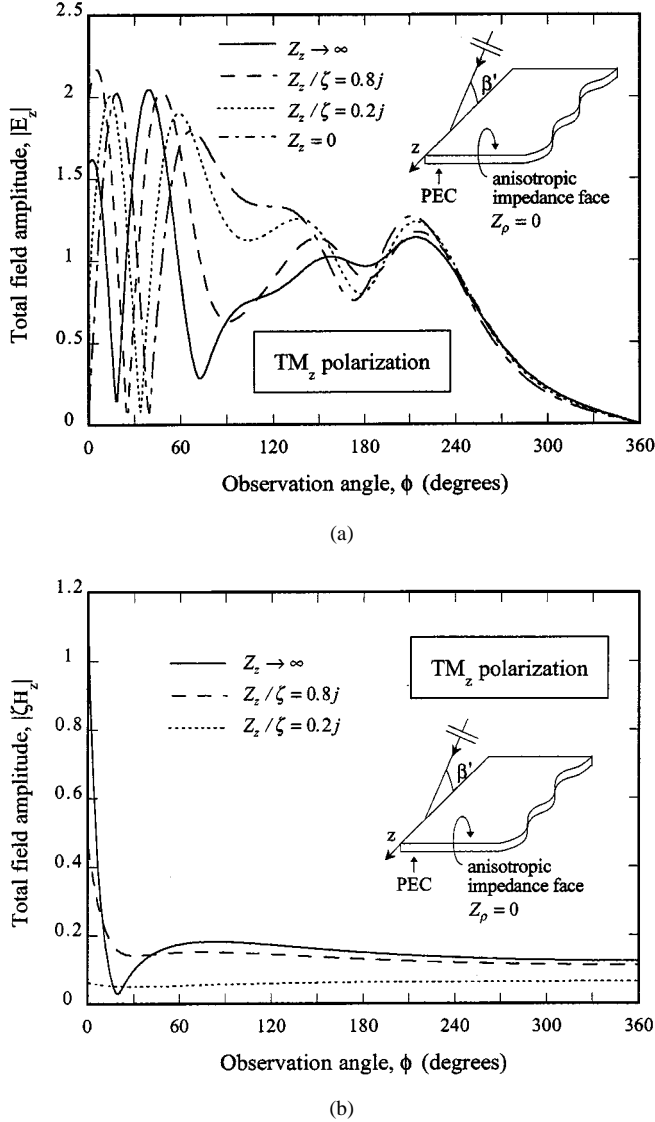 Total field amplitude, |E_z|
2.5
2
1.5
1
0.5
0
Z_z → ∞
Z_z / ζ = 0.8j
Z_z / ζ = 0.2j
Z_z = 0
β'
z
PEC
anisotropic
impedance face
Z_ρ = 0
TM_z polarization
0 60 120 180 240 300 360
Observation angle, ϕ (degrees)
(a)
Total field amplitude, |ζH_z|
1.2
1
0.8
0.6
0.4
0.2
0
Z_z → ∞
Z_z / ζ = 0.8j
Z_z / ζ = 0.2j
TM_z polarization
β'
z
PEC
anisotropic
impedance face
Z_ρ = 0
0 60 120 180 240 300 360
Observation angle, ϕ (degrees)
(b)